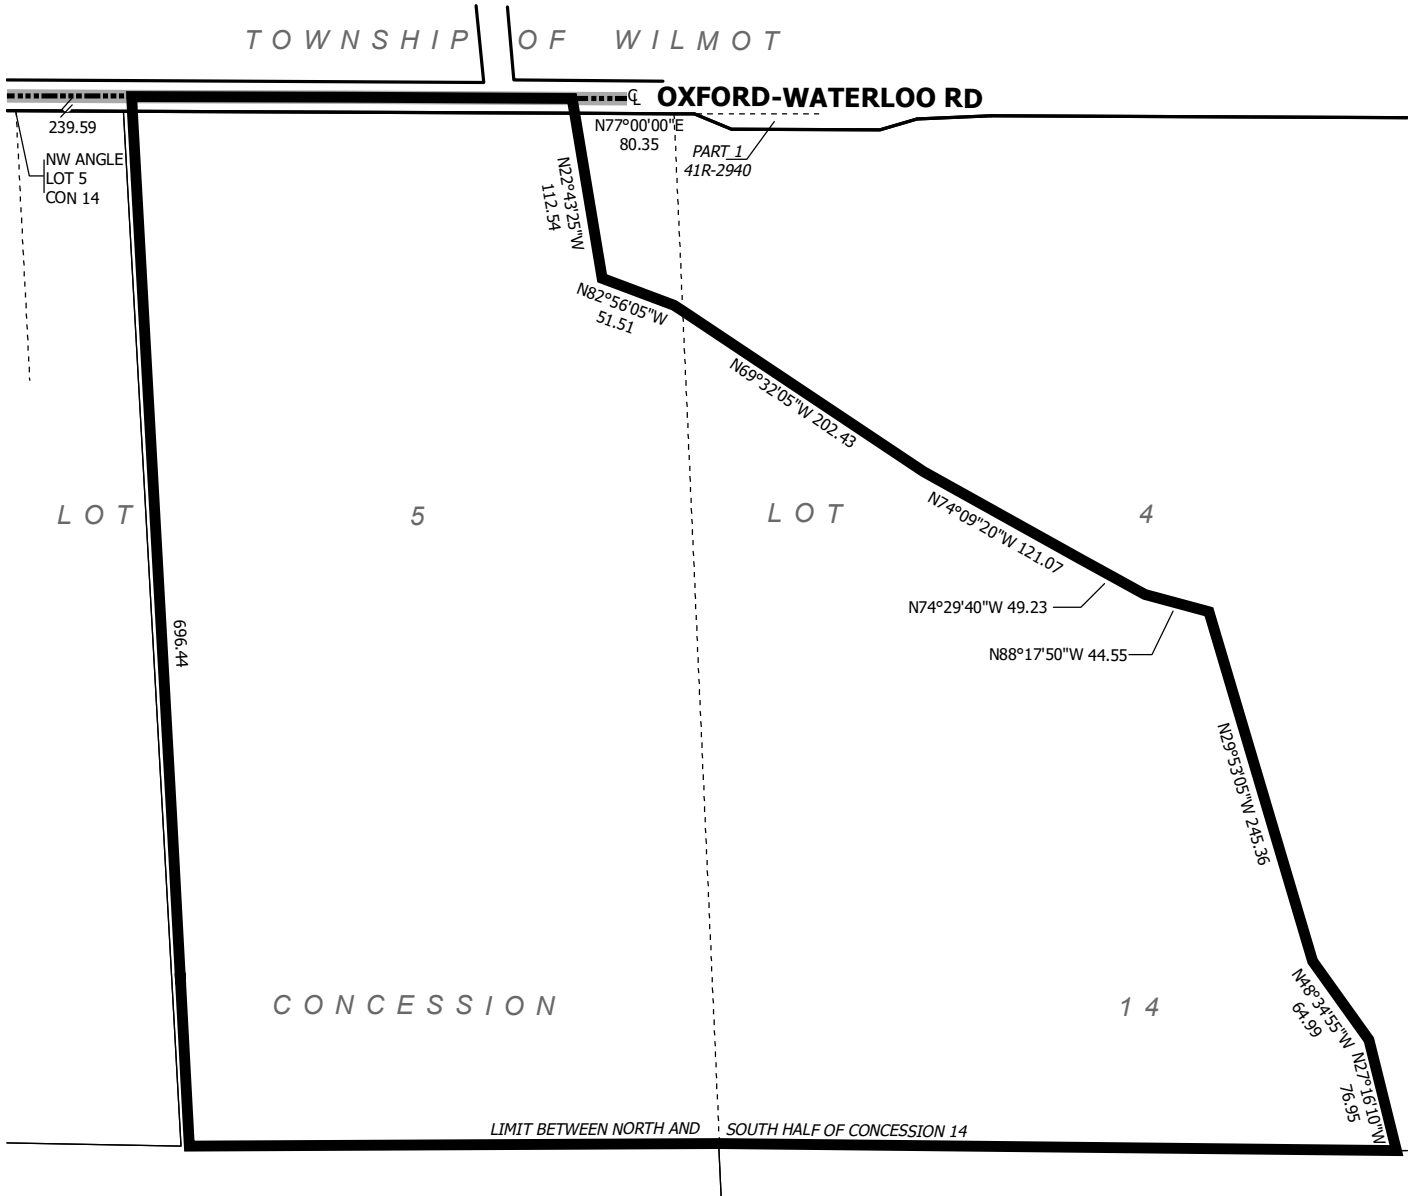 TOWNSHIP OF WILMOT
℄ OXFORD-WATERLOO RD
239.59
N77°00'00"E
80.35
PART 1
41R-2940
NW ANGLE
LOT 5
CON 14
N22°43'25"W
112.54
N82°56'05"W
51.51
N69°32'05"W 202.43
LOT 5
LOT 4
N74°09'20"W 121.07
N74°29'40"W 49.23
N88°17'50"W 44.55
696.44
N29°53'05"W 245.36
CONCESSION 14
N48°34'55"W
64.99
N27°16'10"W
76.95
LIMIT BETWEEN NORTH AND SOUTH HALF OF CONCESSION 14